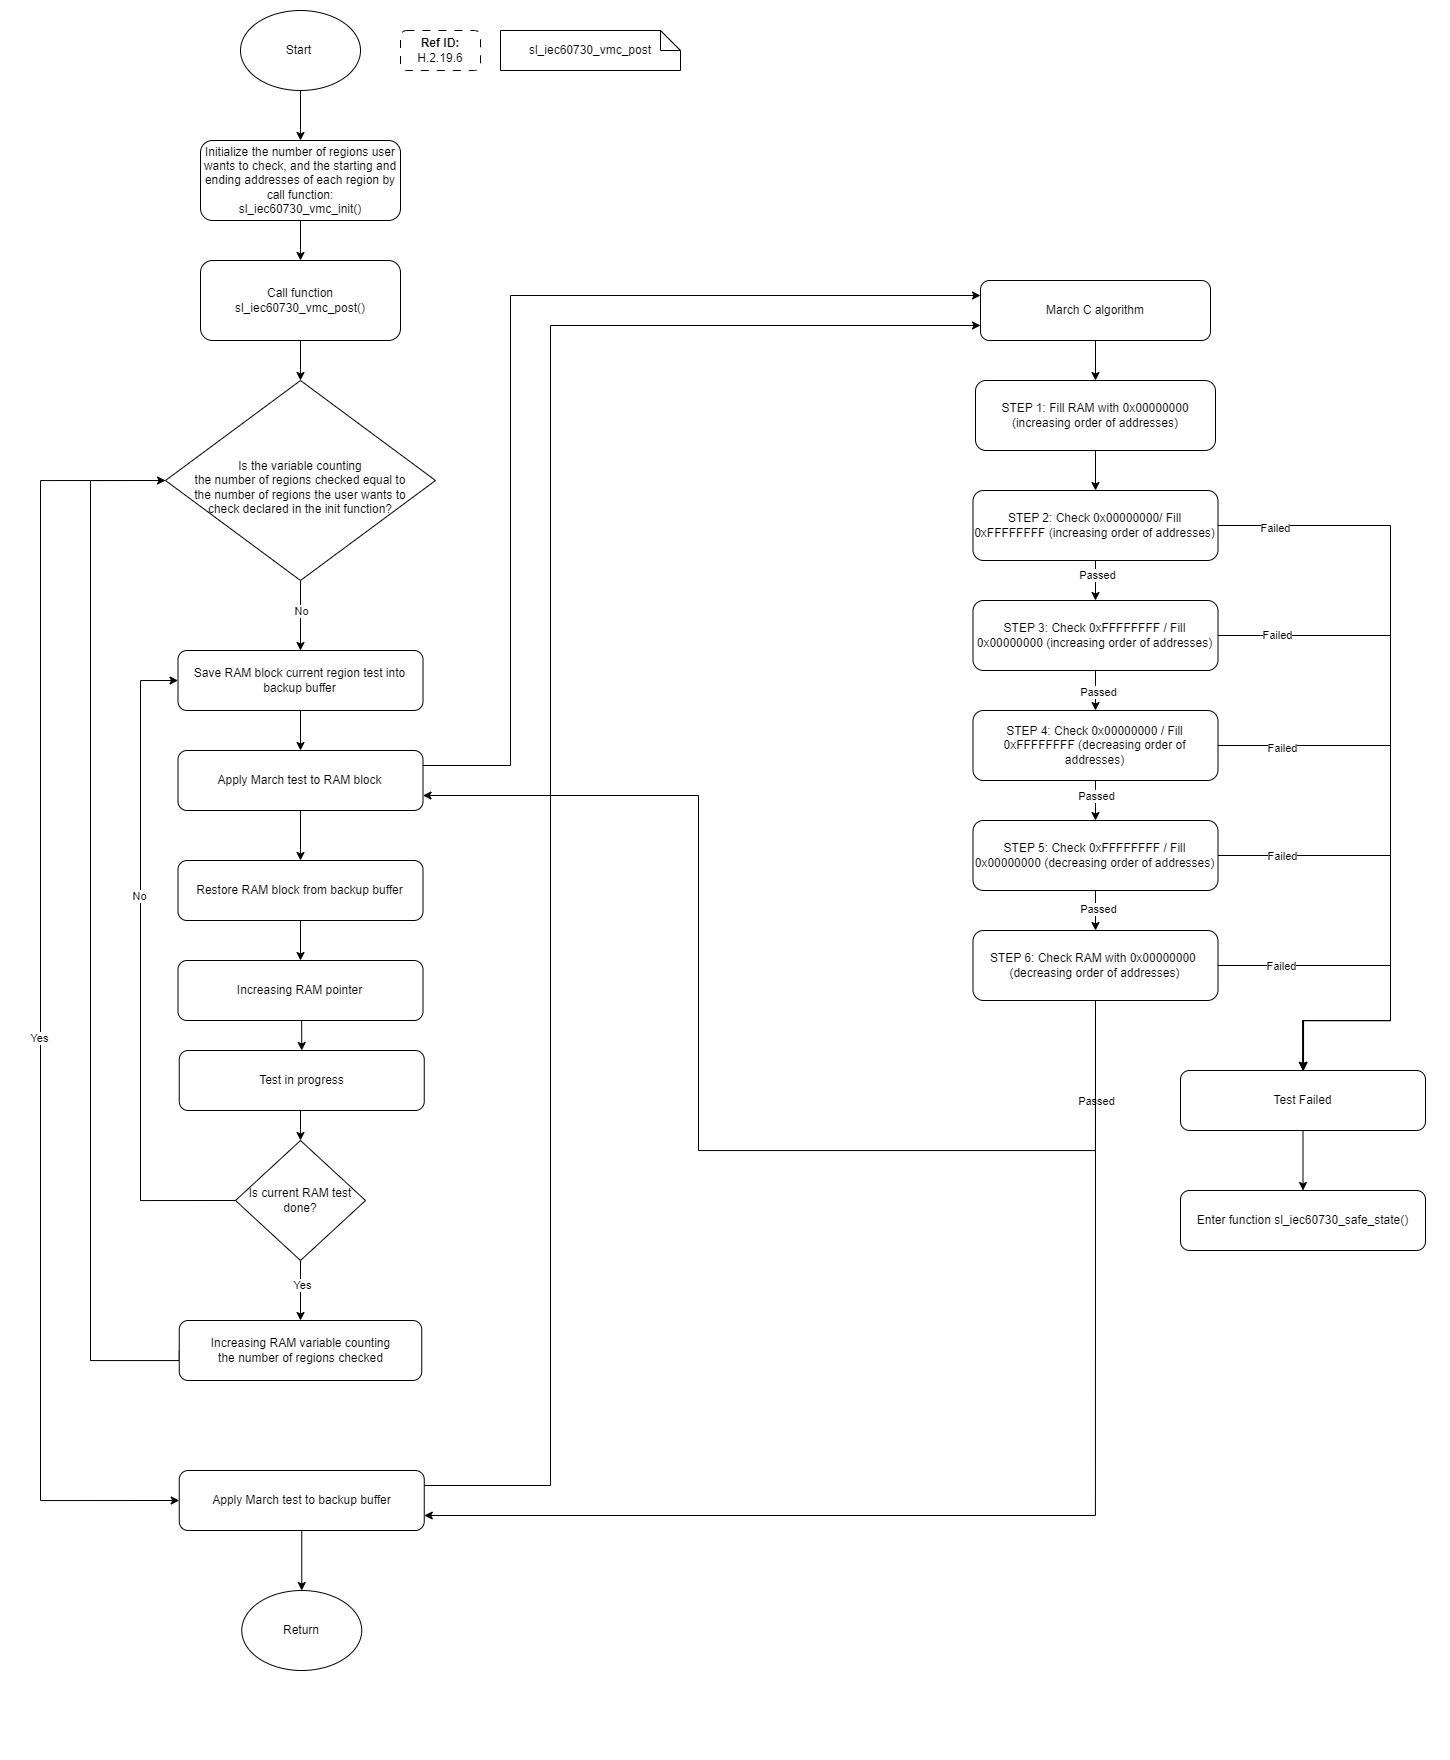 Start
Ref ID:
H.2.19.6
sl_iec60730_vmc_post
Initialize the number of regions user
wants to check, and the starting and
ending addresses of each region by
call function:
sl_iec60730_vmc_init()
Call function
sl_iec60730_vmc_post()
Is the variable counting
the number of regions checked equal to
the number of regions the user wants to
check declared in the init function?
No
Save RAM block current region test into
backup buffer
Apply March test to RAM block
Restore RAM block from backup buffer
No
Increasing RAM pointer
Yes
Test in progress
Is current RAM test
done?
Yes
Increasing RAM variable counting
the number of regions checked
Apply March test to backup buffer
Return
March C algorithm
STEP 1: Fill RAM with 0x00000000
(increasing order of addresses)
STEP 2: Check 0x00000000/ Fill
0xFFFFFFFF (increasing order of addresses)
Failed
Passed
STEP 3: Check 0xFFFFFFFF / Fill
0x00000000 (increasing order of addresses)
Failed
Passed
STEP 4: Check 0x00000000 / Fill
0xFFFFFFFF (decreasing order of
addresses)
Failed
Passed
STEP 5: Check 0xFFFFFFFF / Fill
0x00000000 (decreasing order of addresses)
Failed
Passed
STEP 6: Check RAM with 0x00000000
(decreasing order of addresses)
Failed
Passed
Test Failed
Enter function sl_iec60730_safe_state()